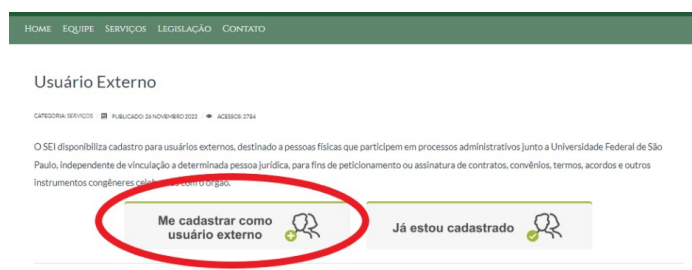 Home Equipe Serviços Legislação Contato
Usuário Externo
CATEGORIA: SERVIÇOS PUBLICADO: 26 NOVEMBRO 2022 ACESSOS: 2784
O SEI disponibiliza cadastro para usuários externos, destinado a pessoas físicas que participem em processos administrativos junto a Universidade Federal de São
Paulo, independente de vinculação a determinada pessoa jurídica, para fins de peticionamento ou assinatura de contratos, convênios, termos, acordos e outros
instrumentos congêneres celebrados com o órgão.
Me cadastrar como Já estou cadastrado
usuário externo